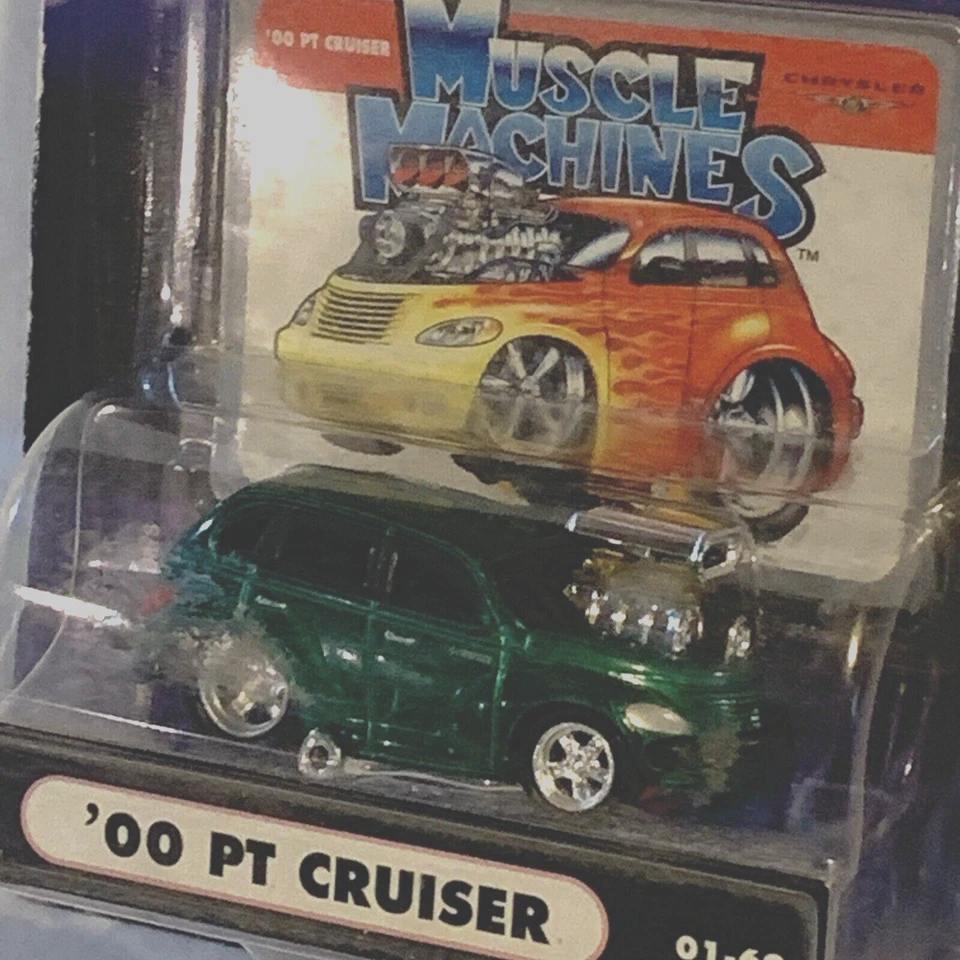 '00 PT CRUISER
MUSCLE
MACHINES
TM
CHRYSLER
'00 PT CRUISER